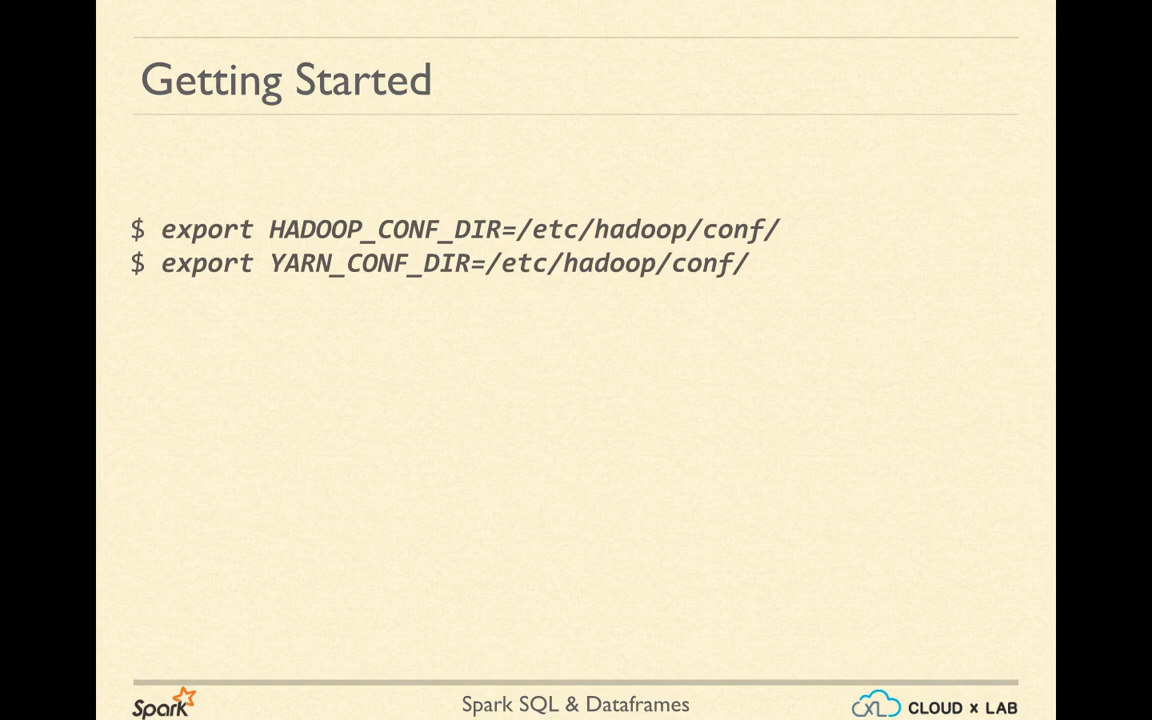 Getting Started
$ export HADOOP_CONF_DIR=/etc/hadoop/conf/
$ export YARN_CONF_DIR=/etc/hadoop/conf/
Spark
Spark SQL & Dataframes
CXL CLOUD x LAB